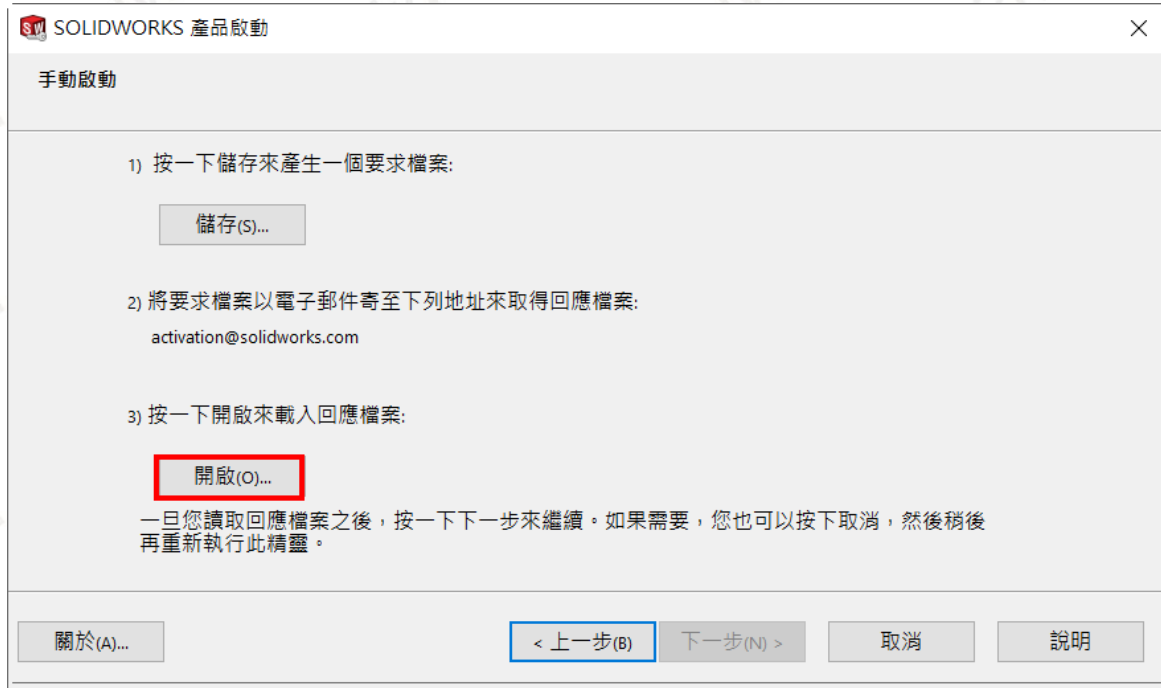 SW SOLIDWORKS 產品啟動
手動啟動
1) 按一下儲存來產生一個要求檔案:
儲存(S)...
2) 將要求檔案以電子郵件寄至下列地址來取得回應檔案:
activation@solidworks.com
3) 按一下開啟來載入回應檔案:
開啟(O)...
一旦您讀取回應檔案之後，按一下下一步來繼續。如果需要，您也可以按下取消，然後稍後
再重新執行此精靈。
關於(A)... < 上一步(B) 下一步(N) > 取消 說明